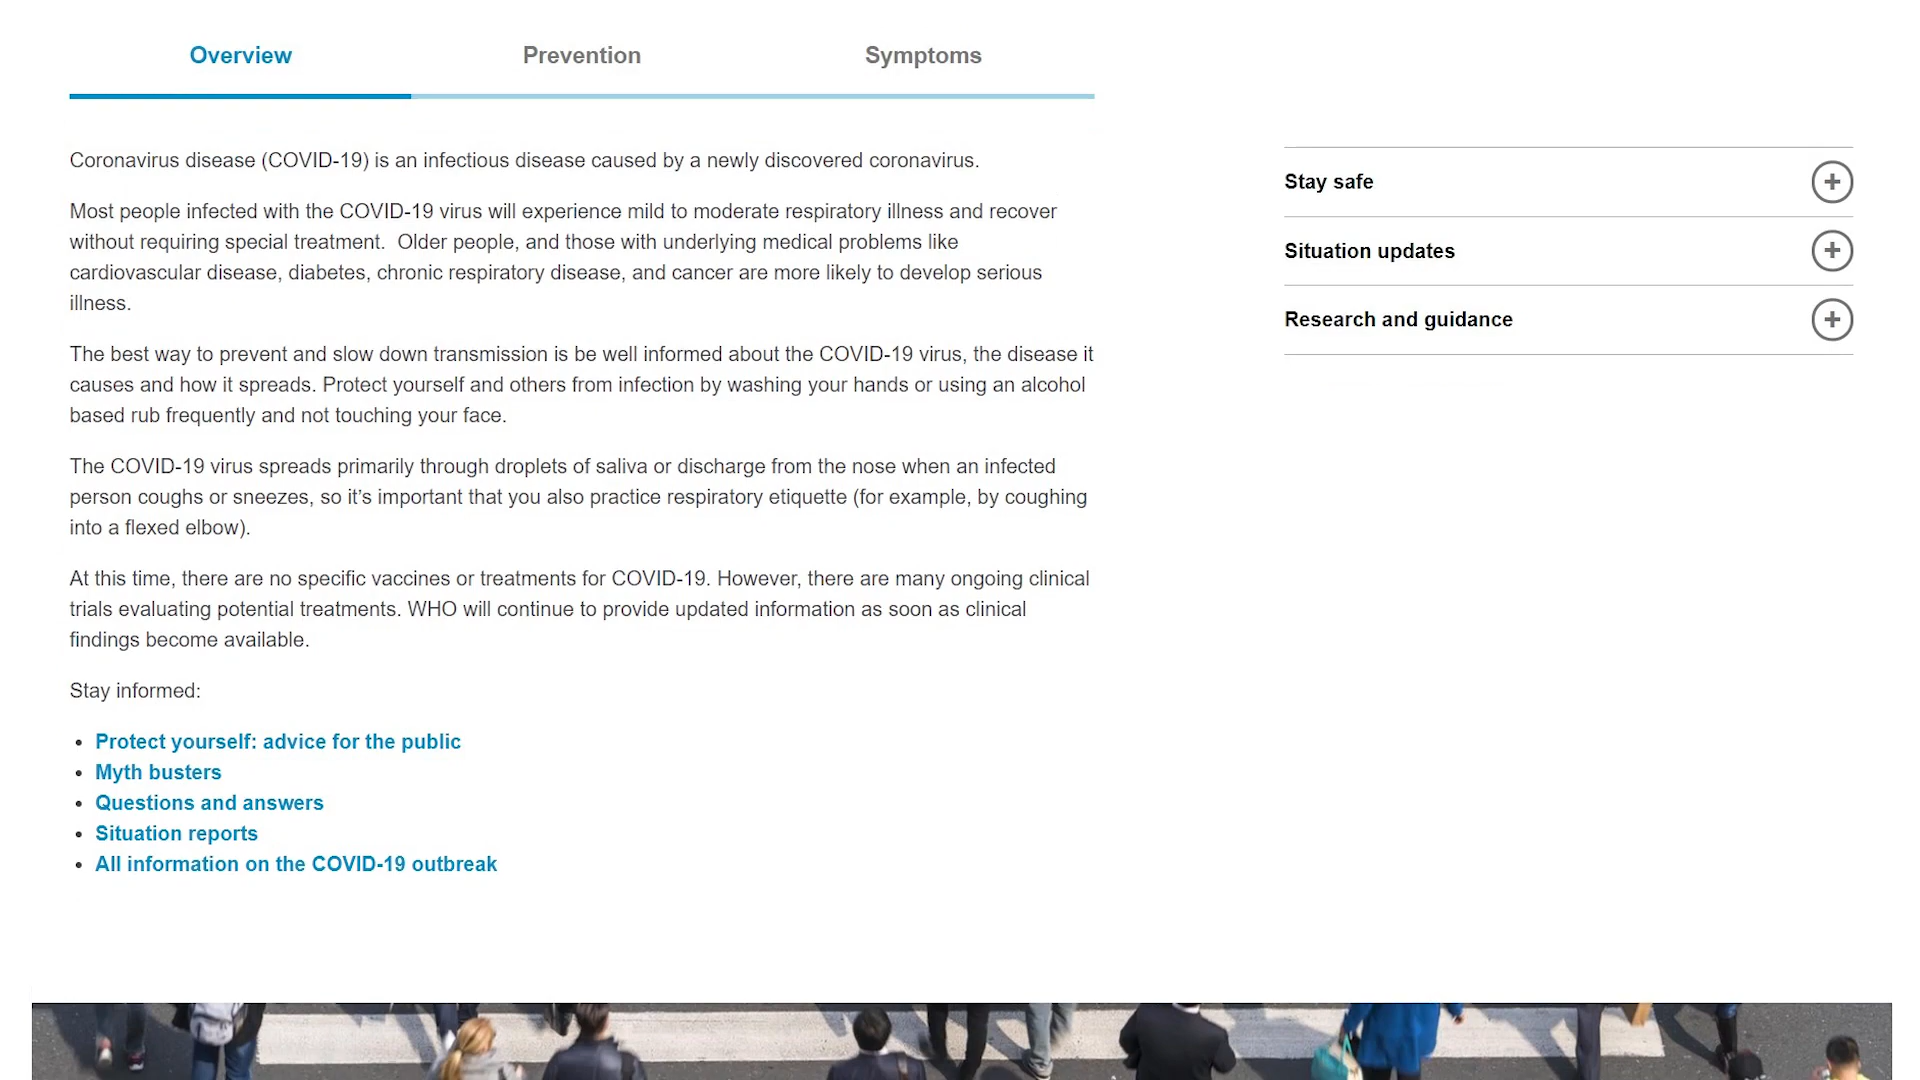 Overview Prevention Symptoms
Coronavirus disease (COVID-19) is an infectious disease caused by a newly discovered coronavirus.
Most people infected with the COVID-19 virus will experience mild to moderate respiratory illness and recover
without requiring special treatment.  Older people, and those with underlying medical problems like
cardiovascular disease, diabetes, chronic respiratory disease, and cancer are more likely to develop serious
illness.
The best way to prevent and slow down transmission is be well informed about the COVID-19 virus, the disease it
causes and how it spreads. Protect yourself and others from infection by washing your hands or using an alcohol
based rub frequently and not touching your face.
The COVID-19 virus spreads primarily through droplets of saliva or discharge from the nose when an infected
person coughs or sneezes, so it’s important that you also practice respiratory etiquette (for example, by coughing
into a flexed elbow).
At this time, there are no specific vaccines or treatments for COVID-19. However, there are many ongoing clinical
trials evaluating potential treatments. WHO will continue to provide updated information as soon as clinical
findings become available.
Stay informed:
• Protect yourself: advice for the public
• Myth busters
• Questions and answers
• Situation reports
• All information on the COVID-19 outbreak
Stay safe
Situation updates
Research and guidance